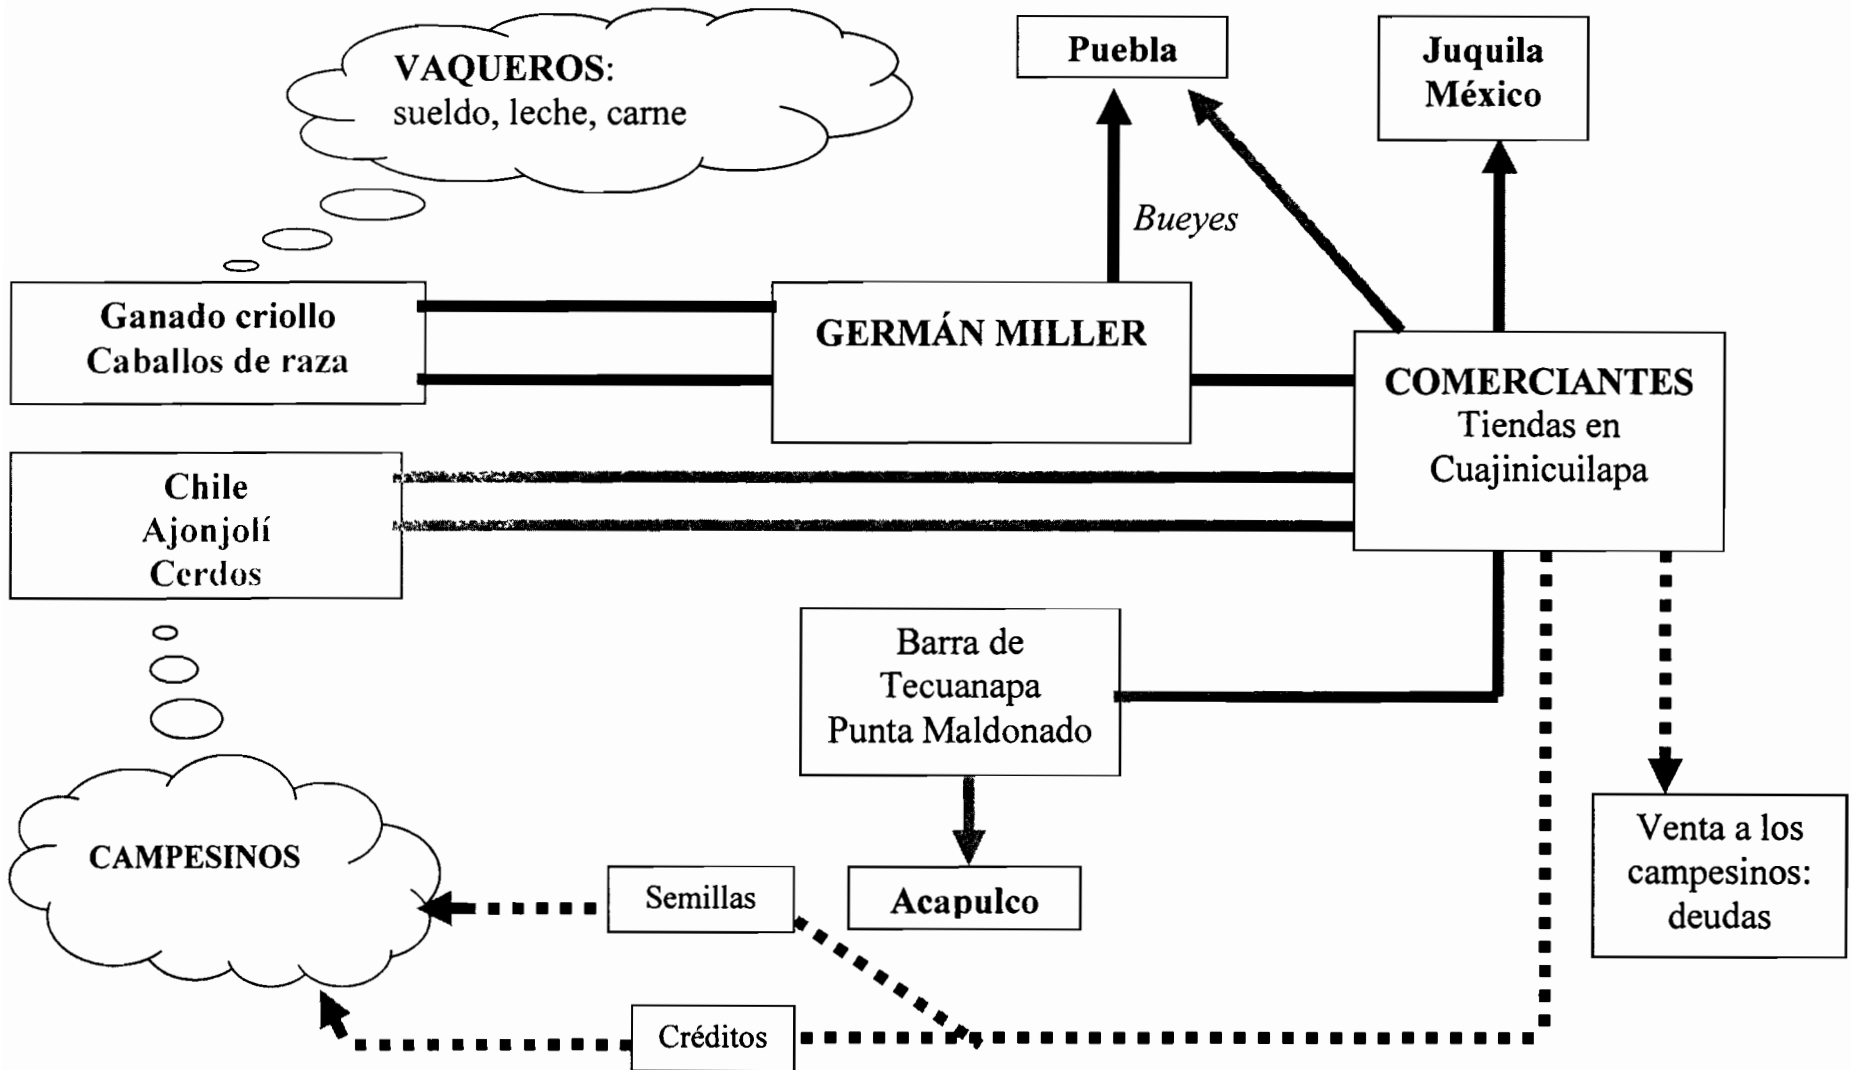 VAQUEROS:
sueldo, leche, carne
Puebla
Juquila
México
Bueyes
Ganado criollo
Caballos de raza
GERMÁN MILLER
COMERCIANTES
Tiendas en
Cuajinicuilapa
Chile
Ajonjolí
Cerdos
Barra de
Tecuanapa
Punta Maldonado
CAMPESINOS
Semillas
Acapulco
Venta a los
campesinos:
deudas
Créditos